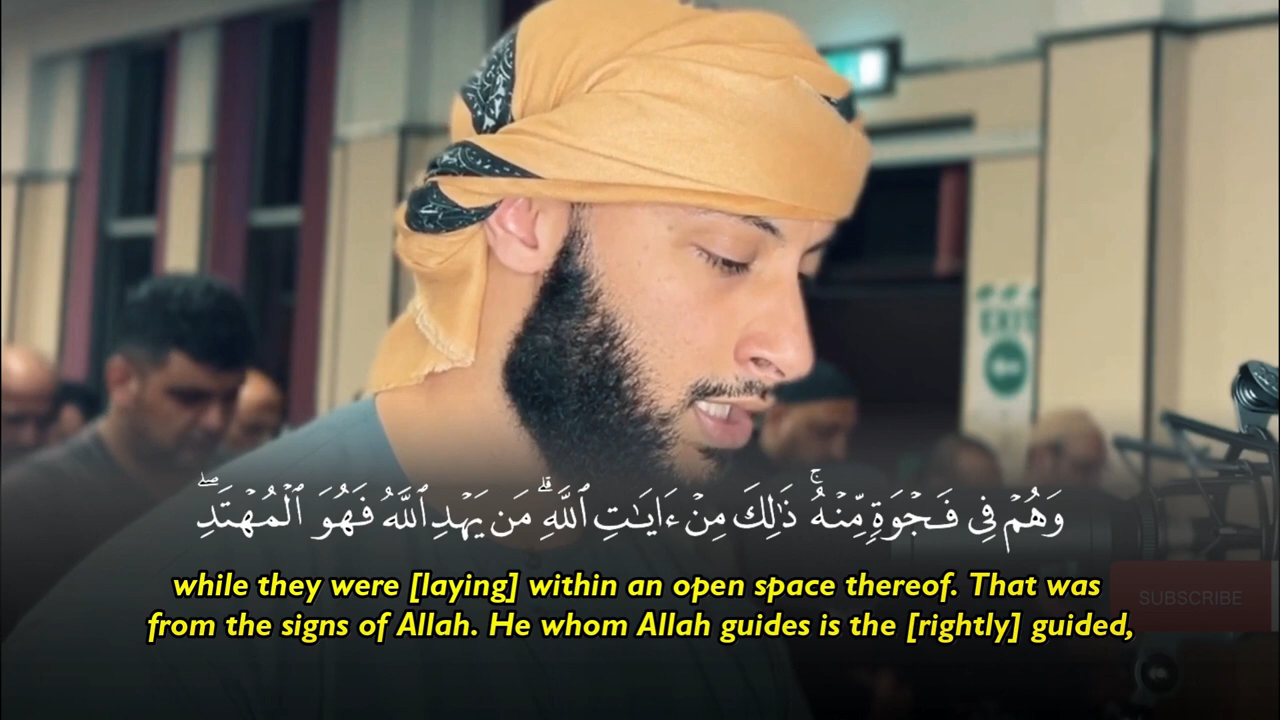 EXIT
وَهُمْ فِى فَجْوَةٍ مِّنْهُ ۚ ذَٰلِكَ مِنْ ءَايَـٰتِ ٱللَّهِ ۗ مَن يَهْدِ ٱللَّهُ فَهُوَ ٱلْمُهْتَدِ ۖ
while they were [laying] within an open space thereof. That was
from the signs of Allah. He whom Allah guides is the [rightly] guided,
SUBSCRIBE